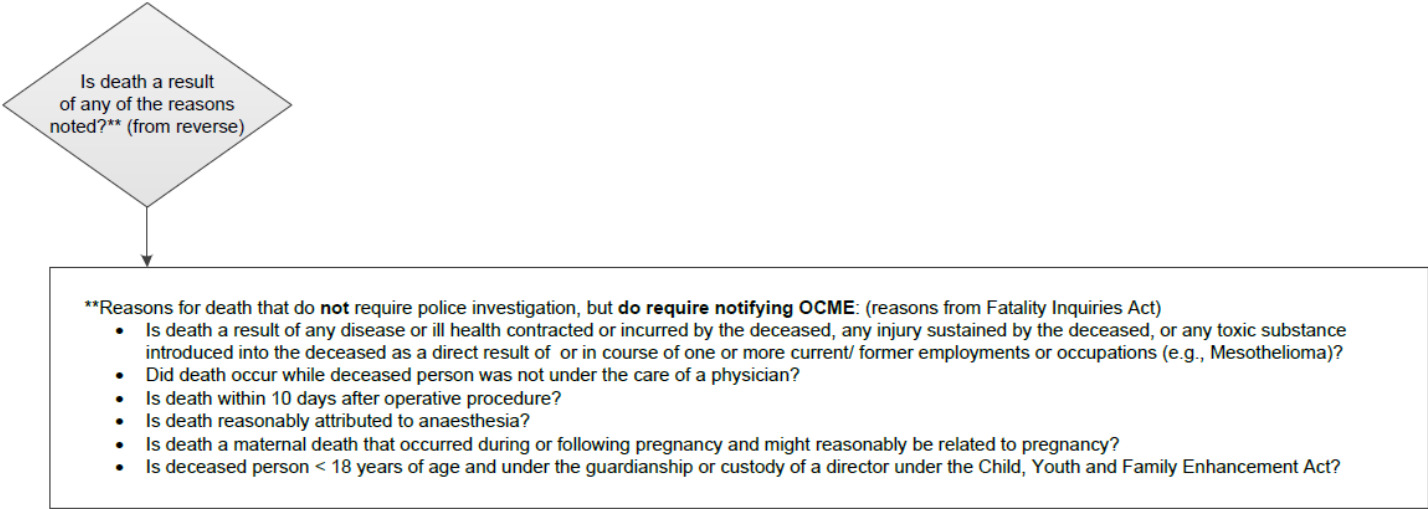 Is death a result
of any of the reasons
noted?** (from reverse)
**Reasons for death that do not require police investigation, but do require notifying OCME: (reasons from Fatality Inquiries Act)
• Is death a result of any disease or ill health contracted or incurred by the deceased, any injury sustained by the deceased, or any toxic substance
introduced into the deceased as a direct result of or in course of one or more current/ former employments or occupations (e.g., Mesothelioma)?
• Did death occur while deceased person was not under the care of a physician?
• Is death within 10 days after operative procedure?
• Is death reasonably attributed to anaesthesia?
• Is death a maternal death that occurred during or following pregnancy and might reasonably be related to pregnancy?
• Is deceased person < 18 years of age and under the guardianship or custody of a director under the Child, Youth and Family Enhancement Act?